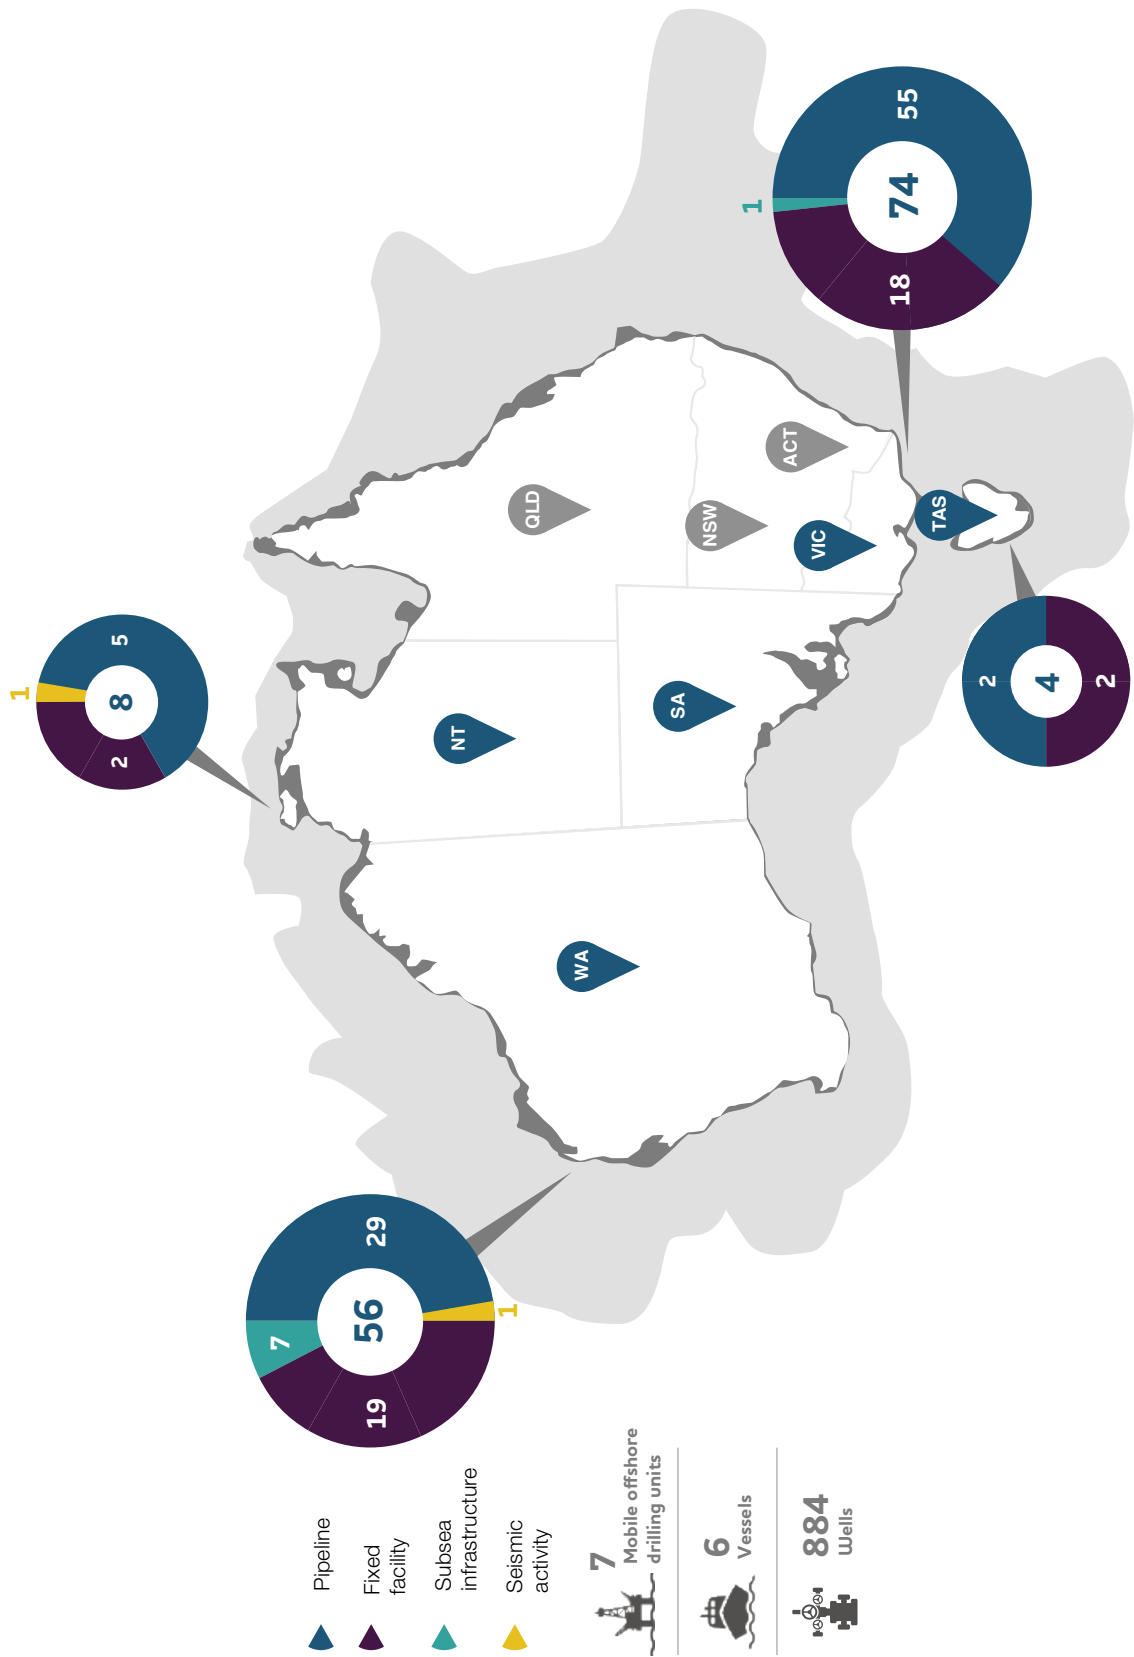 56
29
7
19
1
8
5
1
2
74
55
1
18
4
2
2
NT
QLD
WA
SA
NSW
ACT
VIC
TAS
Pipeline
Fixed
facility
Subsea
infrastructure
Seismic
activity
7
Mobile offshore
drilling units
6
Vessels
884
Wells